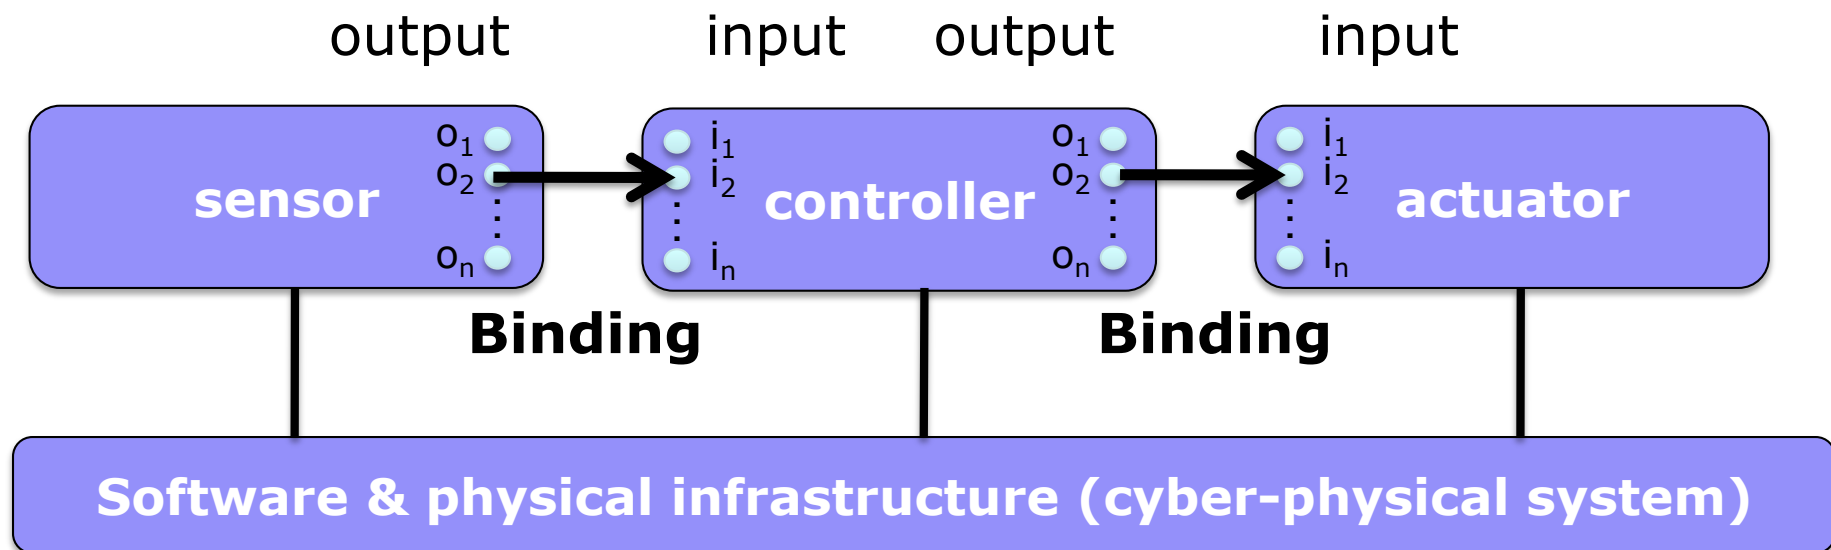 output input output input
o₁ i₁ o₁ i₁
sensor o₂ i₂ controller o₂ i₂ actuator
oₙ iₙ oₙ iₙ
Binding Binding
Software & physical infrastructure (cyber-physical system)